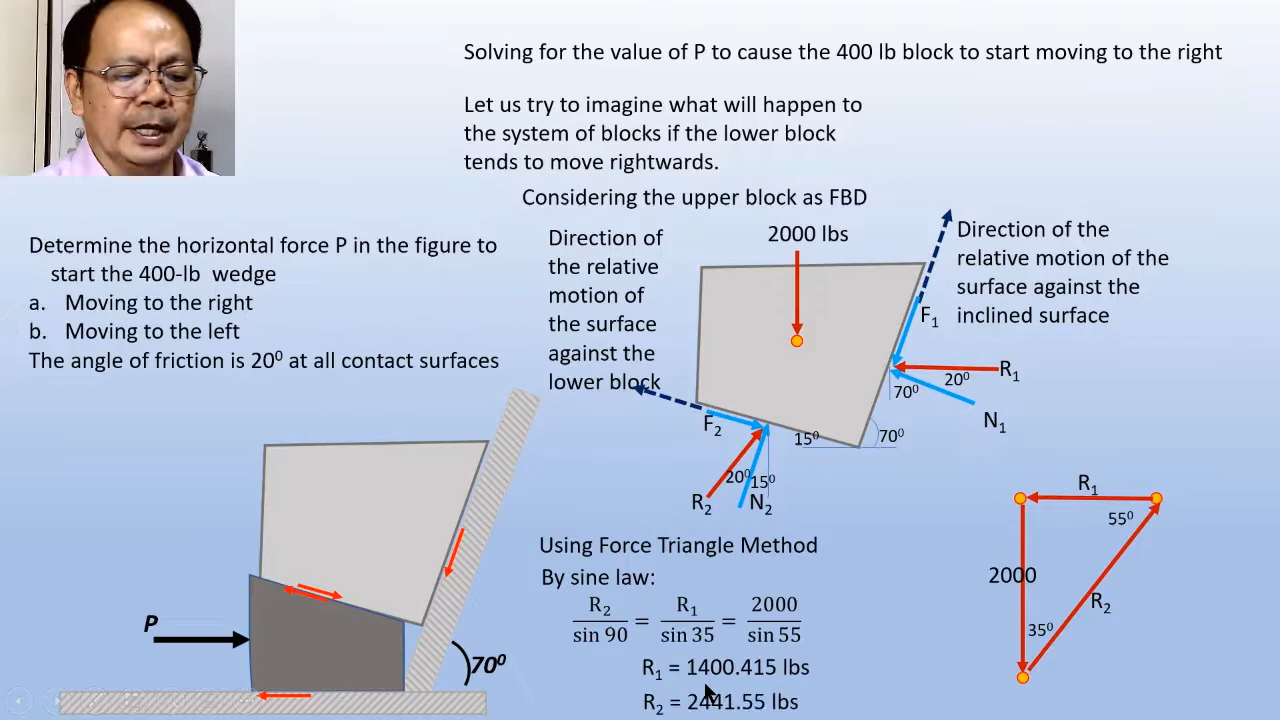 Solving for the value of P to cause the 400 lb block to start moving to the right
Let us try to imagine what will happen to
the system of blocks if the lower block
tends to move rightwards.
Considering the upper block as FBD
Determine the horizontal force P in the figure to
start the 400-lb wedge
a. Moving to the right
b. Moving to the left
The angle of friction is 20⁰ at all contact surfaces
P
70⁰
Direction of
the relative
motion of
the surface
against the
lower block
2000 lbs
Direction of the
relative motion of the
surface against the
inclined surface
F₁
R₁
20⁰
70⁰
N₁
F₂
15⁰
70⁰
20⁰
15⁰
R₂
N₂
Using Force Triangle Method
By sine law:
R₂/sin 90 = R₁/sin 35 = 2000/sin 55
R₁ = 1400.415 lbs
R₂ = 2441.55 lbs
R₁
55⁰
2000
R₂
35⁰